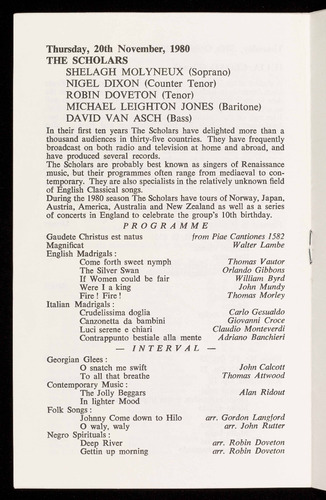 Thursday, 20th November, 1980
THE SCHOLARS
SHELAGH MOLYNEUX (Soprano)
NIGEL DIXON (Counter Tenor)
ROBIN DOVETON (Tenor)
MICHAEL LEIGHTON JONES (Baritone)
DAVID VAN ASCH (Bass)
In their first ten years The Scholars have delighted more than a
thousand audiences in thirty-five countries. They have frequently
broadcast on both radio and television at home and abroad, and
have produced several records.
The Scholars are probably best known as singers of Renaissance
music, but their programmes often range from mediaeval to con-
temporary. They are also specialists in the relatively unknown field
of English Classical songs.
During the 1980 season The Scholars have tours of Norway, Japan,
Austria, America, Australia and New Zealand as well as a series
of concerts in England to celebrate the group's 10th birthday.
PROGRAMME
Gaudete Christus est natus from Piae Cantiones 1582
Magnificat Walter Lambe
English Madrigals :
Come forth sweet nymph Thomas Vautor
The Silver Swan Orlando Gibbons
If Women could be fair William Byrd
Were I a king John Mundy
Fire ! Fire ! Thomas Morley
Italian Madrigals :
Crudelissima doglia Carlo Gesualdo
Canzonetta da bambini Giovanni Croce
Luci serene e chiari Claudio Monteverdi
Contrappunto bestiale alla mente Adriano Banchieri
— INTERVAL —
Georgian Glees :
O snatch me swift John Calcott
To all that breathe Thomas Attwood
Contemporary Music :
The Jolly Beggars Alan Ridout
In lighter Mood
Folk Songs :
Johnny Come down to Hilo arr. Gordon Langford
O waly, waly arr. John Rutter
Negro Spirituals :
Deep River arr. Robin Doveton
Gettin up morning arr. Robin Doveton